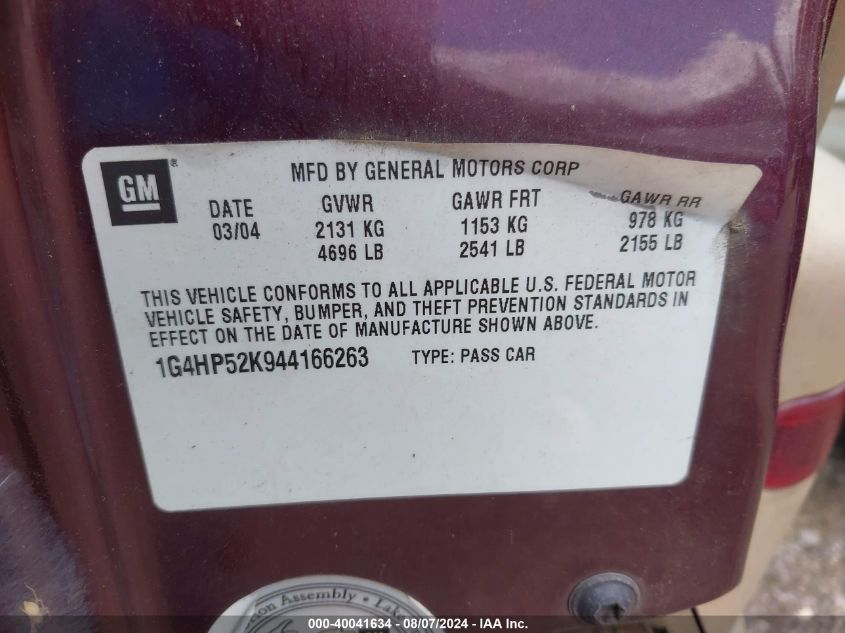 GM ®
MFD BY GENERAL MOTORS CORP
DATE GVWR GAWR FRT GAWR RR
03/04 2131 KG 1153 KG 978 KG
4696 LB 2541 LB 2155 LB
THIS VEHICLE CONFORMS TO ALL APPLICABLE U.S. FEDERAL MOTOR
VEHICLE SAFETY, BUMPER, AND THEFT PREVENTION STANDARDS IN
EFFECT ON THE DATE OF MANUFACTURE SHOWN ABOVE.
1G4HP52K944166263 TYPE: PASS CAR
Assembly •
000-40041634 / 08/07/2024 - IAA Inc.